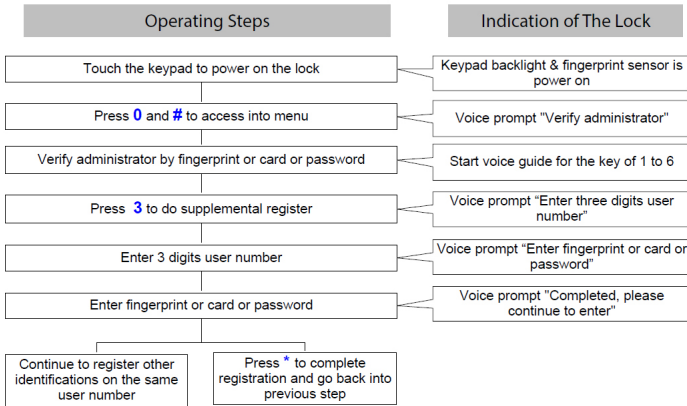 Operating Steps
Indication of The Lock
Touch the keypad to power on the lock
Keypad backlight & fingerprint sensor is
power on
Press 0 and # to access into menu
Voice prompt "Verify administrator"
Verify administrator by fingerprint or card or password
Start voice guide for the key of 1 to 6
Press 3 to do supplemental register
Voice prompt “Enter three digits user
number”
Enter 3 digits user number
Voice prompt “Enter fingerprint or card or
password”
Enter fingerprint or card or password
Voice prompt "Completed, please
continue to enter"
Continue to register other
identifications on the same
user number
Press * to complete
registration and go back into
previous step